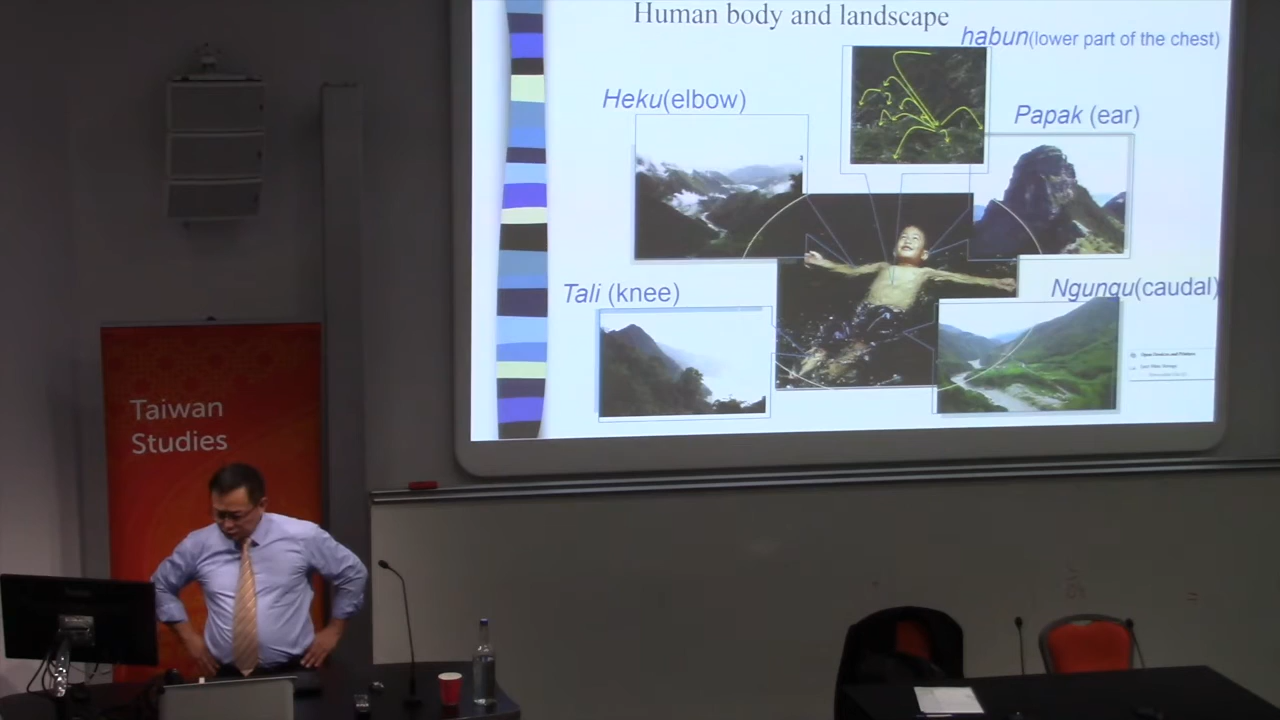 Human body and landscape
habun(lower part of the chest)
Heku(elbow)
Papak (ear)
Tali (knee)
Ngungu(caudal)
Taiwan
Studies